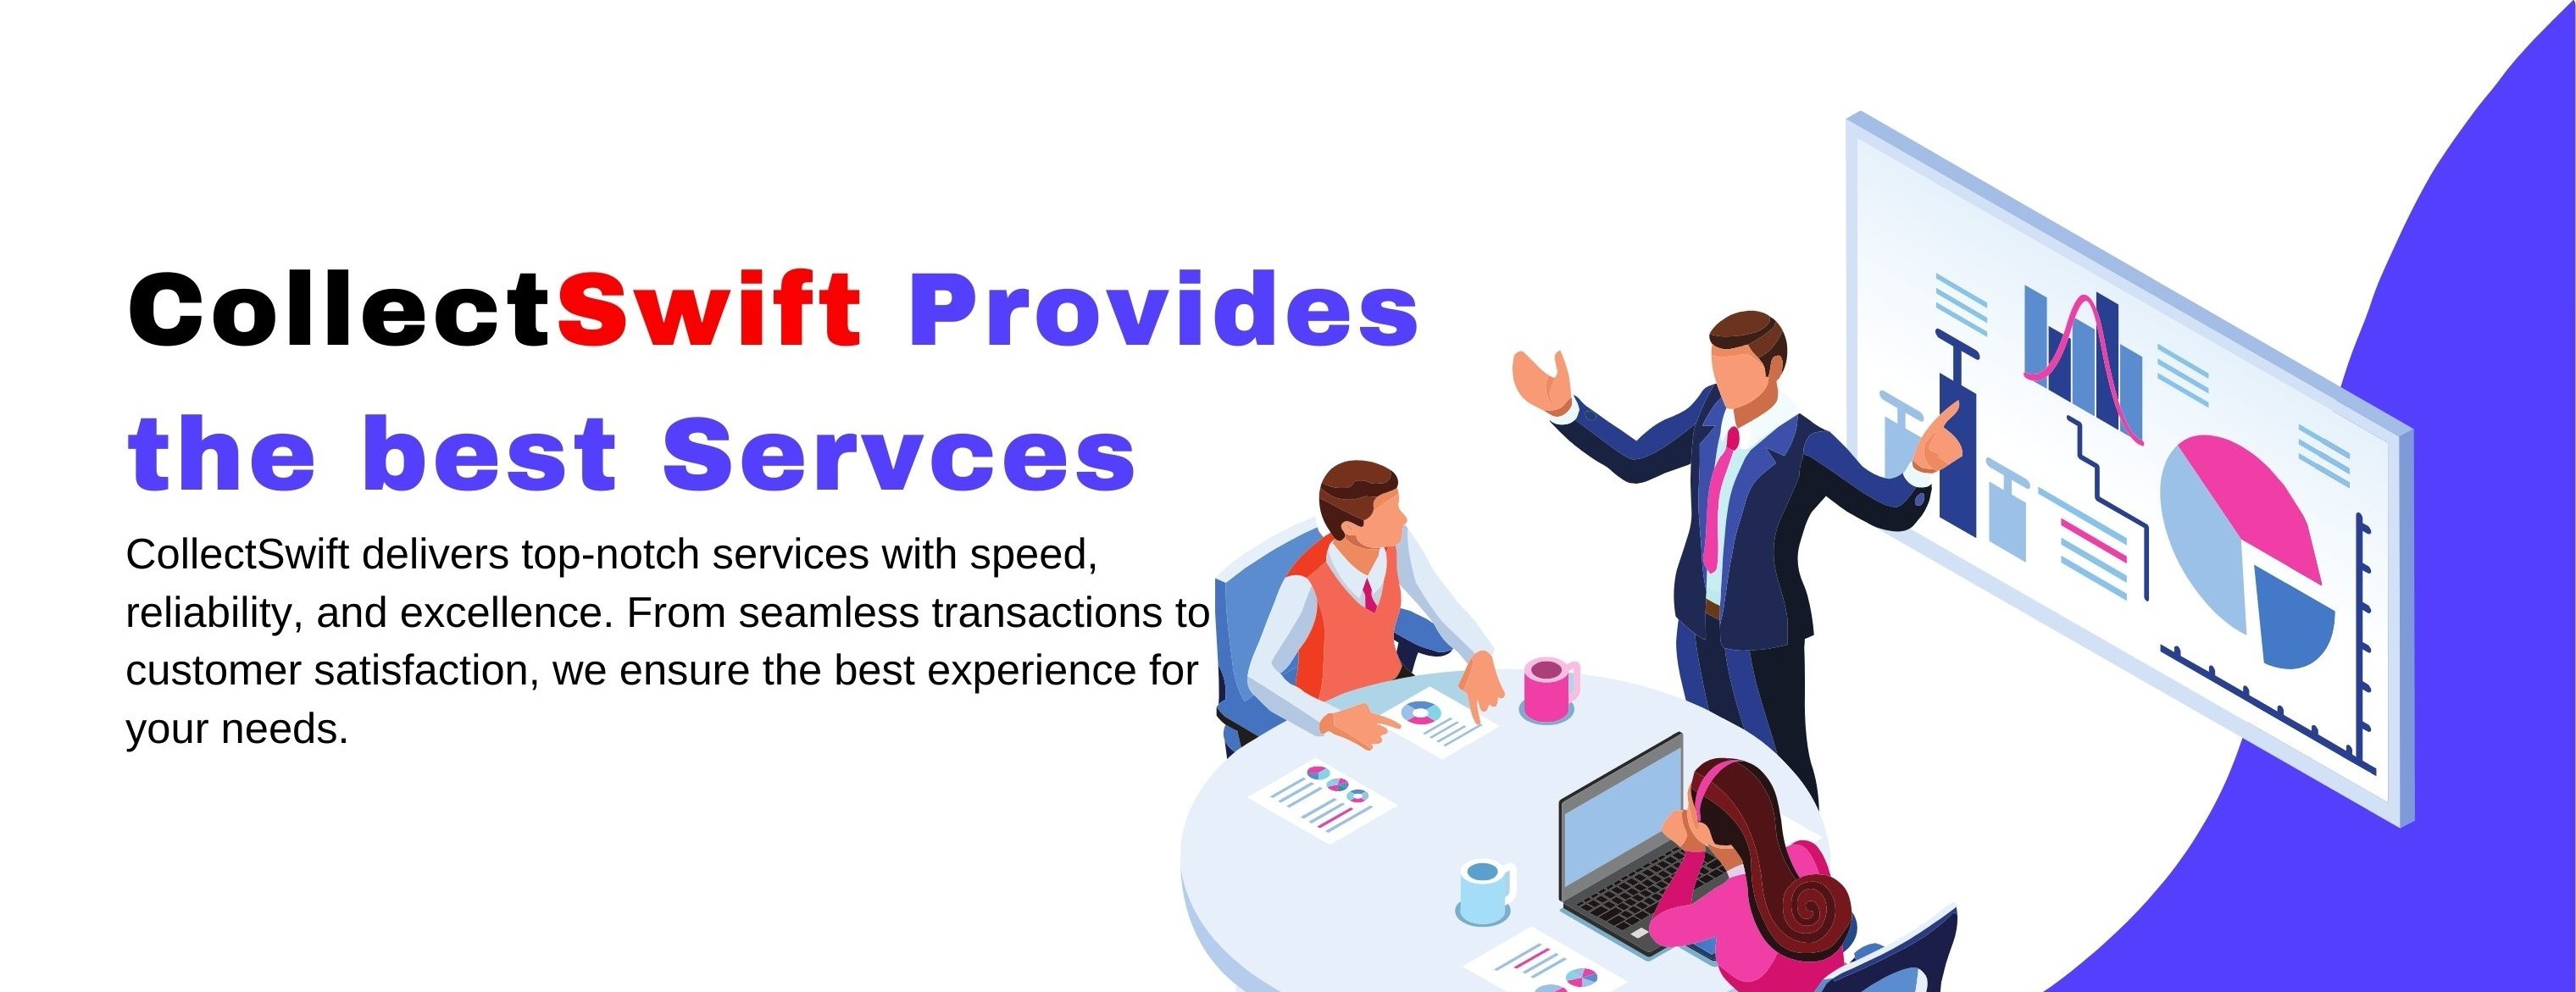 CollectSwift Provides
the best Servces
CollectSwift delivers top-notch services with speed,
reliability, and excellence. From seamless transactions to
customer satisfaction, we ensure the best experience for
your needs.